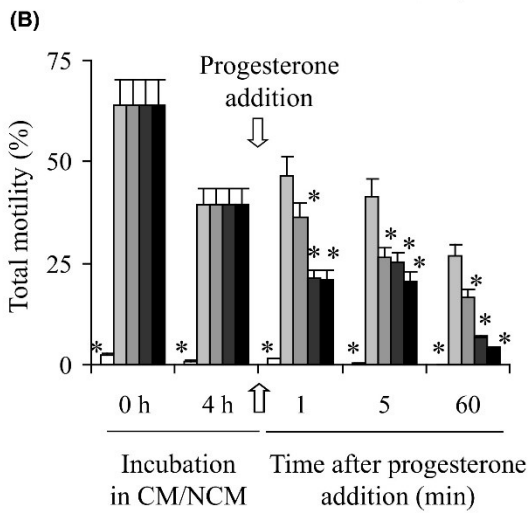 (B)
75
Progesterone
addition
50
Total motility (%)
25
0
* * * * * * * * * * * * *
0 h 4 h 1 5 60
Incubation
in CM/NCM
Time after progesterone
addition (min)